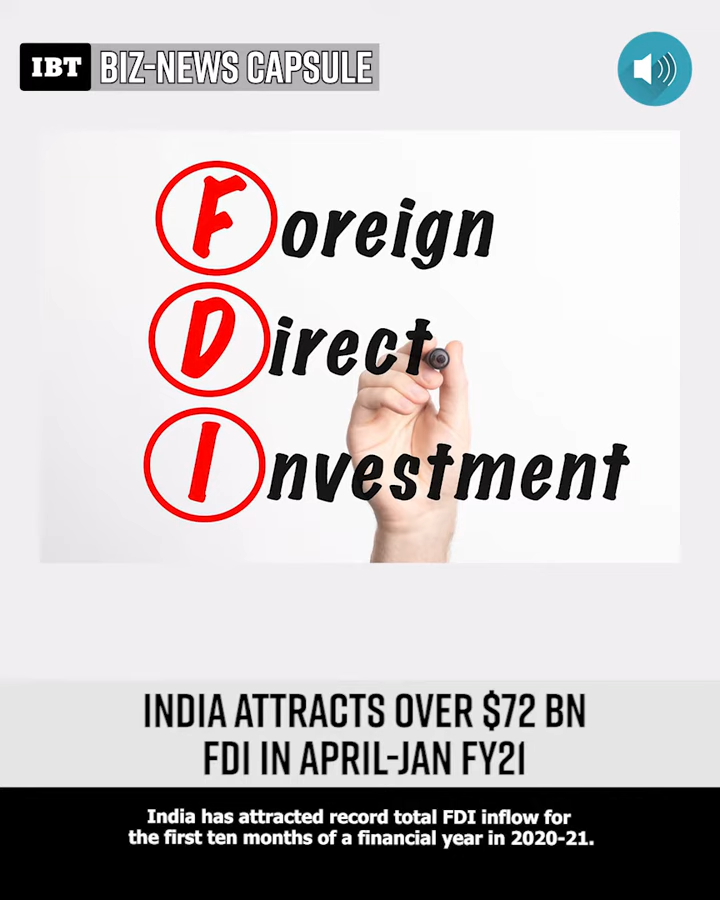 IBT BIZ-NEWS CAPSULE
Foreign
Direct
Investment
INDIA ATTRACTS OVER $72 BN
FDI IN APRIL-JAN FY21
India has attracted record total FDI inflow for
the first ten months of a financial year in 2020-21.